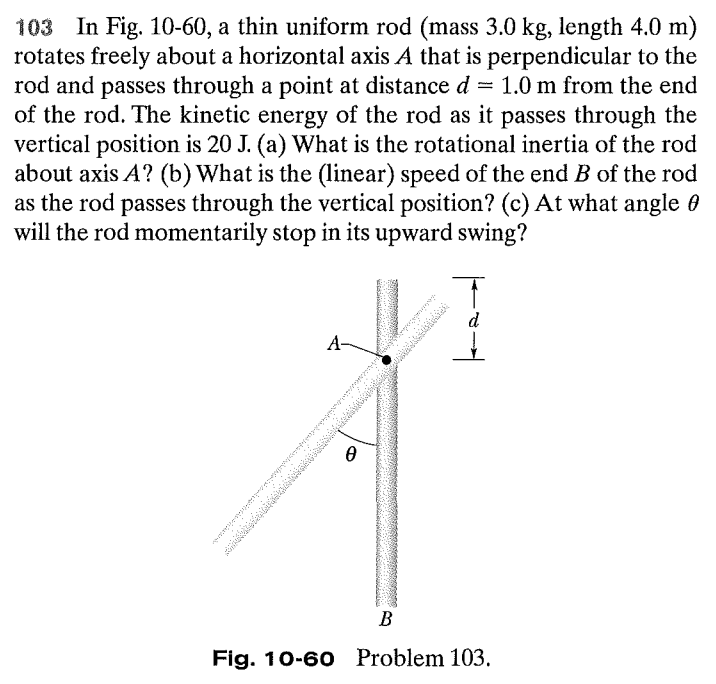 103 In Fig. 10-60, a thin uniform rod (mass 3.0 kg, length 4.0 m)
rotates freely about a horizontal axis A that is perpendicular to the
rod and passes through a point at distance d = 1.0 m from the end
of the rod. The kinetic energy of the rod as it passes through the
vertical position is 20 J. (a) What is the rotational inertia of the rod
about axis A? (b) What is the (linear) speed of the end B of the rod
as the rod passes through the vertical position? (c) At what angle θ
will the rod momentarily stop in its upward swing?
d
A
θ
B
Fig. 10-60 Problem 103.